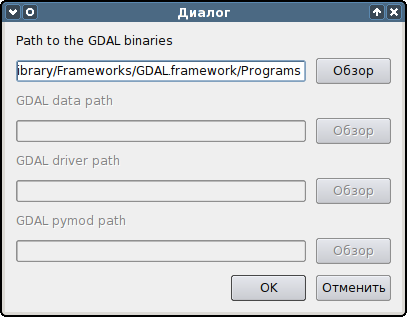 Диалог
Path to the GDAL binaries
ibrary/Frameworks/GDAL.framework/Programs Обзор
GDAL data path
Обзор
GDAL driver path
Обзор
GDAL pymod path
Обзор
OK Отменить